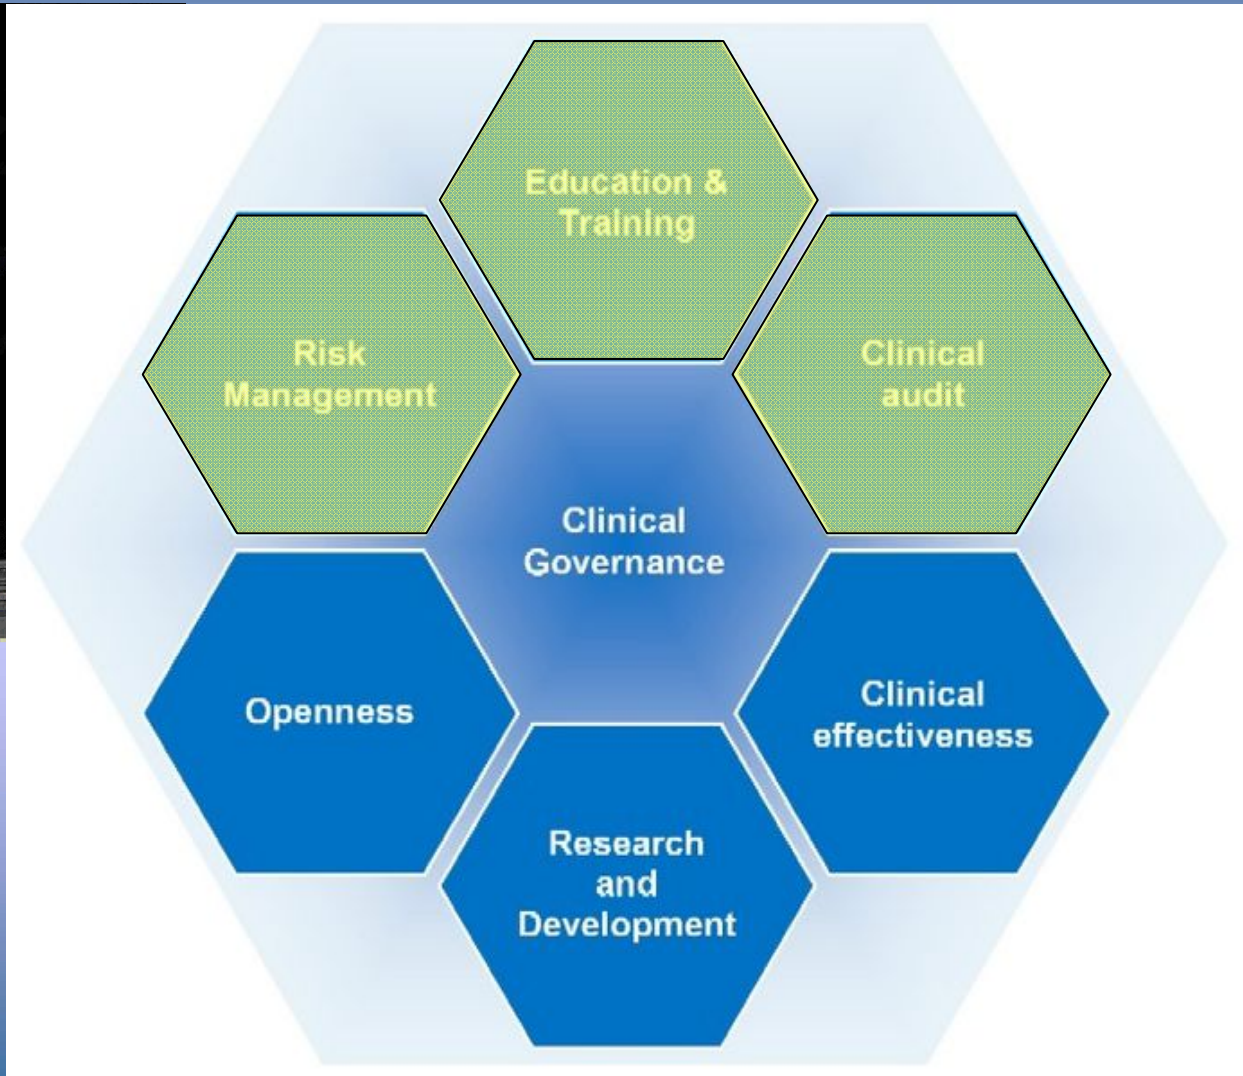 Education &
Training
Risk
Management
Clinical
audit
Clinical
Governance
Openness
Clinical
effectiveness
Research
and
Development